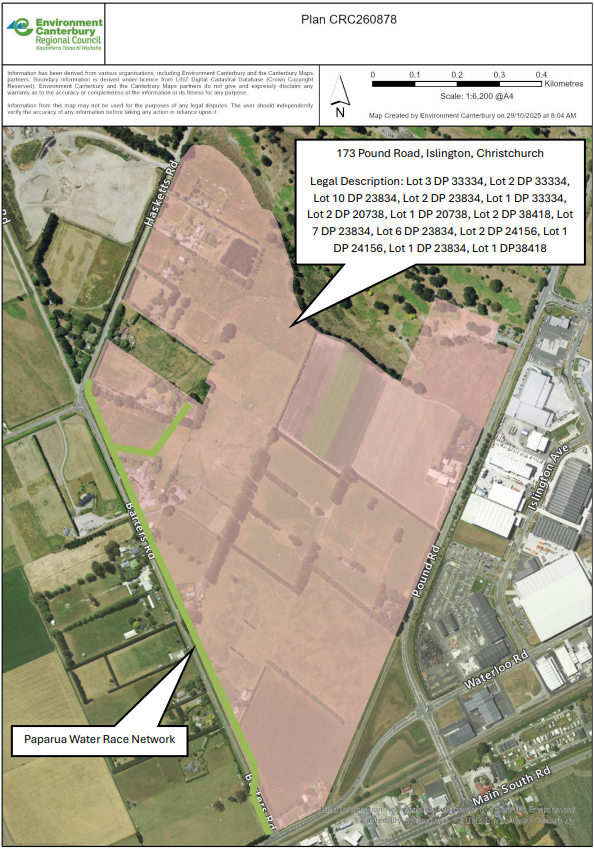 Environment
Canterbury
Regional Council
Kaunihera Taiao ki Waitaha
Plan CRC260878
Information has been derived from various organisations, including Environment Canterbury and the Canterbury Maps
partners. Boundary information is derived under licence from LINZ Digital Cadastral Database (Crown Copyright
Reserved). Environment Canterbury and the Canterbury Maps partners do not give and expressly disclaim any
warranty as to the accuracy or completeness of the information or its fitness for any purpose.
Information from this map may not be used for the purposes of any legal disputes. The user should independently
verify the accuracy of any information before taking any action in reliance upon it.
N
0 0.1 0.2 0.3 0.4
Kilometres
Scale: 1:6,200 @A4
Map Created by Environment Canterbury on 29/10/2025 at 8:04 AM
173 Pound Road, Islington, Christchurch
Legal Description: Lot 3 DP 33334, Lot 2 DP 33334,
Lot 10 DP 23834, Lot 2 DP 23834, Lot 1 DP 33334,
Lot 2 DP 20738, Lot 1 DP 20738, Lot 2 DP 38418, Lot
7 DP 23834, Lot 6 DP 23834, Lot 2 DP 24156, Lot 1
DP 24156, Lot 1 DP 23834, Lot 1 DP38418
Hasketts Rd
Rd
Islington Ave
Barters Rd
Pound Rd
Waterloo Rd
Paparua Water Race Network
Main South Rd
Barters Rd